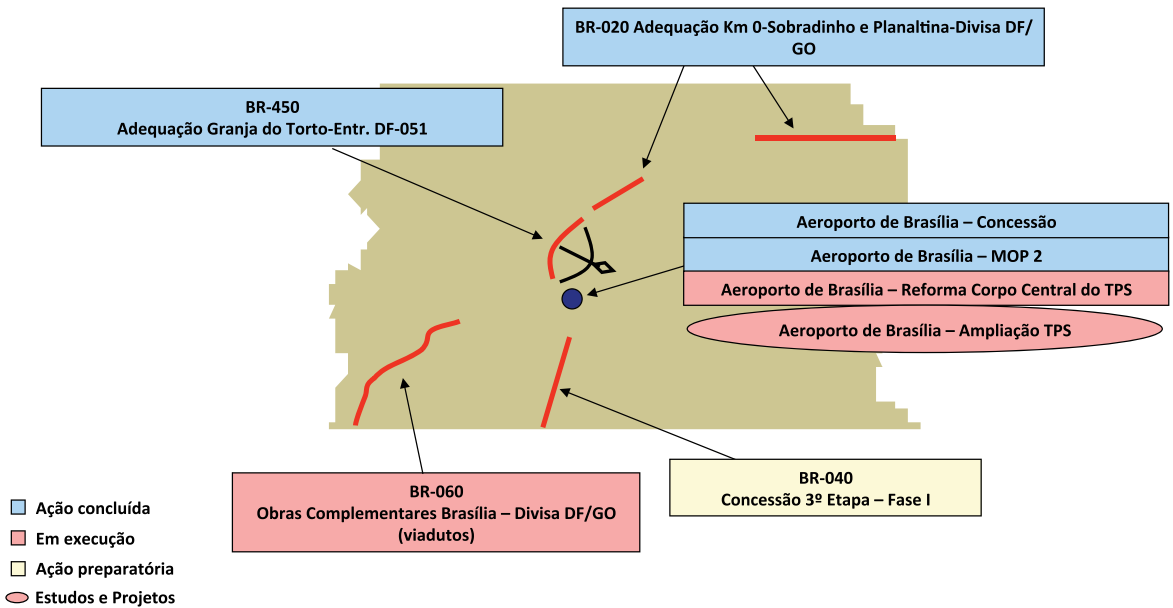 BR-020 Adequação Km 0-Sobradinho e Planaltina-Divisa DF/
GO
BR-450
Adequação Granja do Torto-Entr. DF-051
Aeroporto de Brasília – Concessão
Aeroporto de Brasília – MOP 2
Aeroporto de Brasília – Reforma Corpo Central do TPS
Aeroporto de Brasília – Ampliação TPS
BR-060
Obras Complementares Brasília – Divisa DF/GO
(viadutos)
BR-040
Concessão 3º Etapa – Fase I
Ação concluída
Em execução
Ação preparatória
Estudos e Projetos